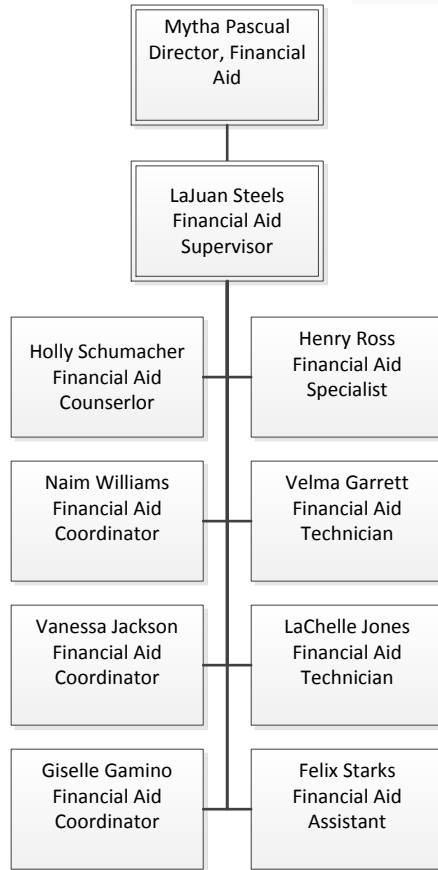 Mytha Pascual
Director, Financial
Aid
LaJuan Steels
Financial Aid
Supervisor
Holly Schumacher
Financial Aid
Counserlor
Henry Ross
Financial Aid
Specialist
Naim Williams
Financial Aid
Coordinator
Velma Garrett
Financial Aid
Technician
Vanessa Jackson
Financial Aid
Coordinator
LaChelle Jones
Financial Aid
Technician
Giselle Gamino
Financial Aid
Coordinator
Felix Starks
Financial Aid
Assistant